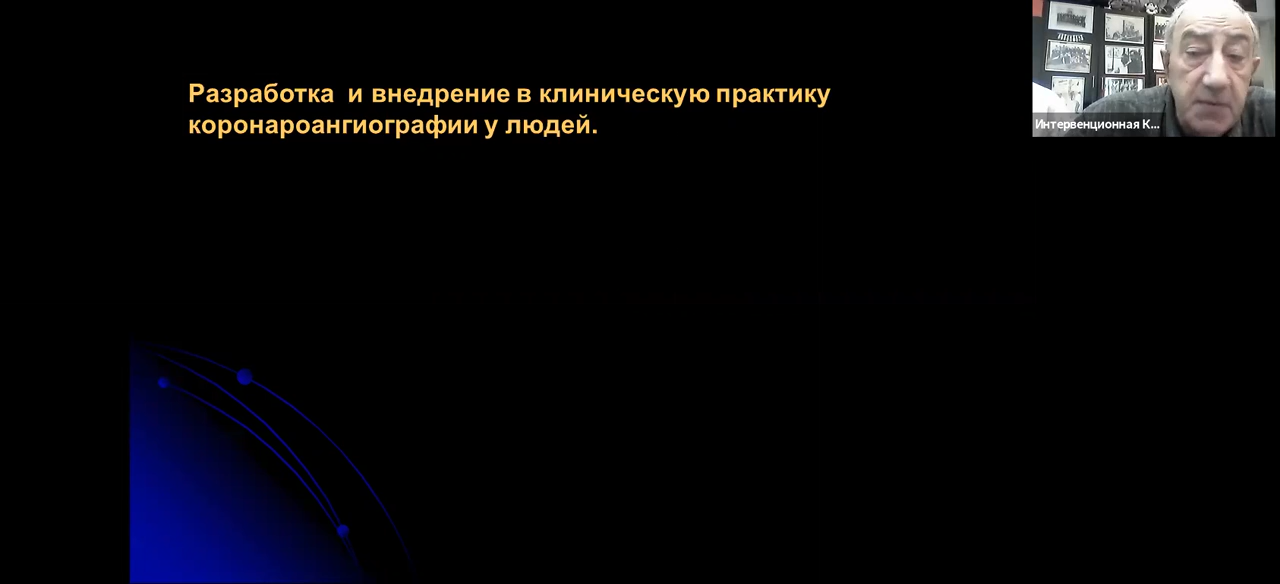 Разработка  и внедрение в клиническую практику
коронароангиографии у людей.
Интервенционная К...